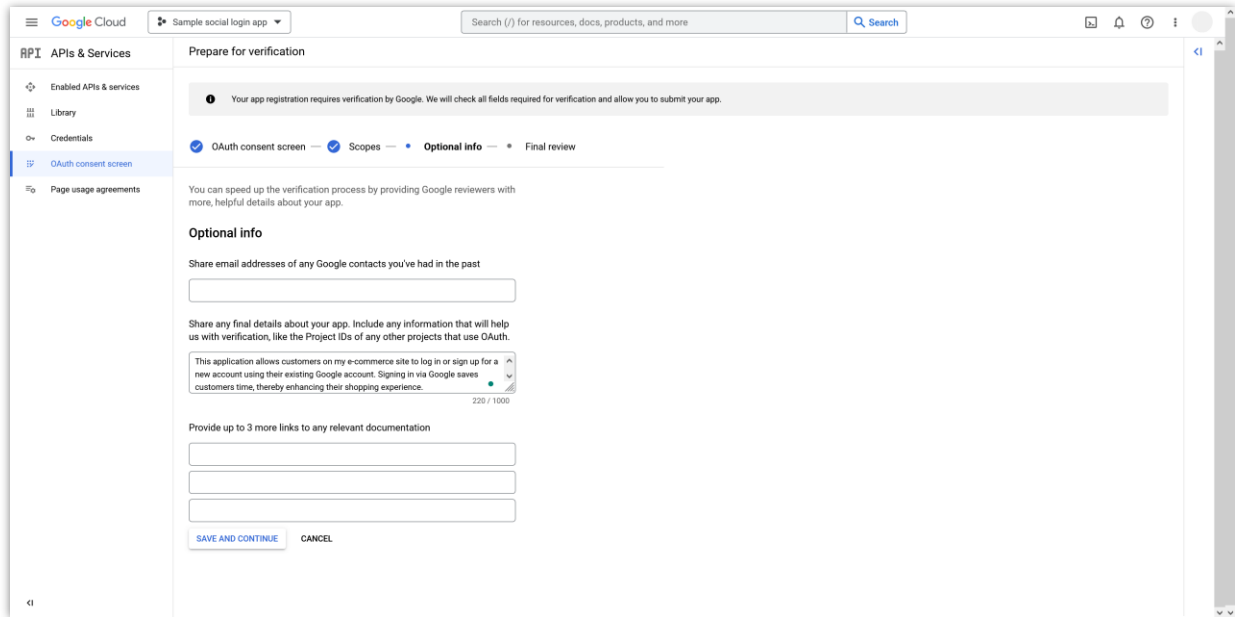 Google Cloud
Sample social login app
Search (/) for resources, docs, products, and more
Search
API APIs & Services
Prepare for verification
Enabled APIs & services
Library
Credentials
OAuth consent screen
Page usage agreements
Your app registration requires verification by Google. We will check all fields required for verification and allow you to submit your app.
OAuth consent screen — Scopes — Optional info — Final review
You can speed up the verification process by providing Google reviewers with
more, helpful details about your app.
Optional info
Share email addresses of any Google contacts you've had in the past
Share any final details about your app. Include any information that will help
us with verification, like the Project IDs of any other projects that use OAuth.
This application allows customers on my e-commerce site to log in or sign up for a
new account using their existing Google account. Signing in via Google saves
customers time, thereby enhancing their shopping experience.
220 / 1000
Provide up to 3 more links to any relevant documentation
SAVE AND CONTINUE
CANCEL